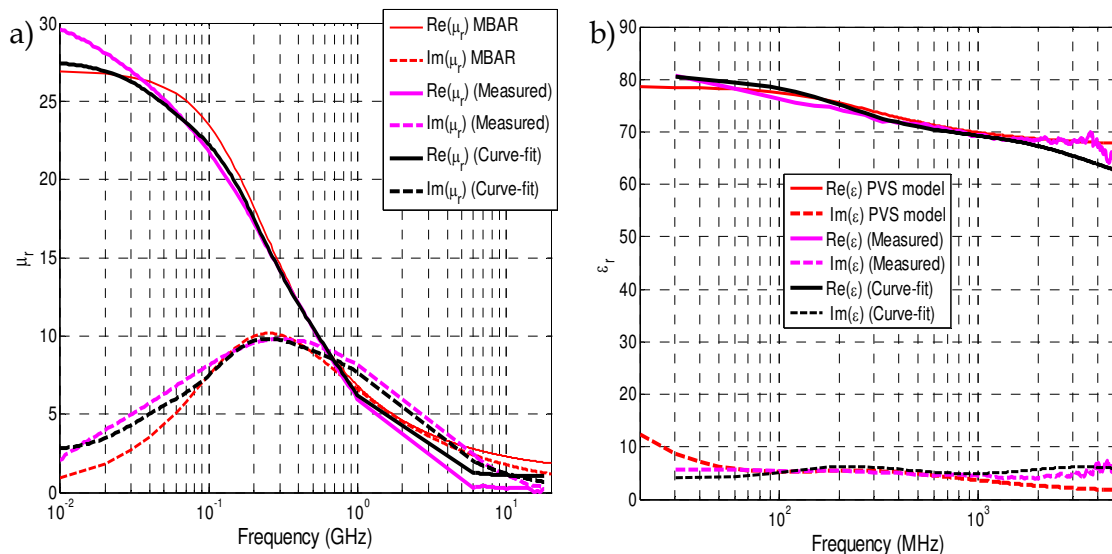 a)
30
25
20
15
10
5
0
μr
10-2
10-1
100
101
Frequency (GHz)
Re(μr) MBAR
Im(μr) MBAR
Re(μr) (Measured)
Im(μr) (Measured)
Re(μr) (Curve-fit)
Im(μr) (Curve-fit)
b)
90
80
70
60
50
40
30
20
10
0
εr
102
103
Frequency (MHz)
Re(ε) PVS model
Im(ε) PVS model
Re(ε) (Measured)
Im(ε) (Measured)
Re(ε) (Curve-fit)
Im(ε) (Curve-fit)